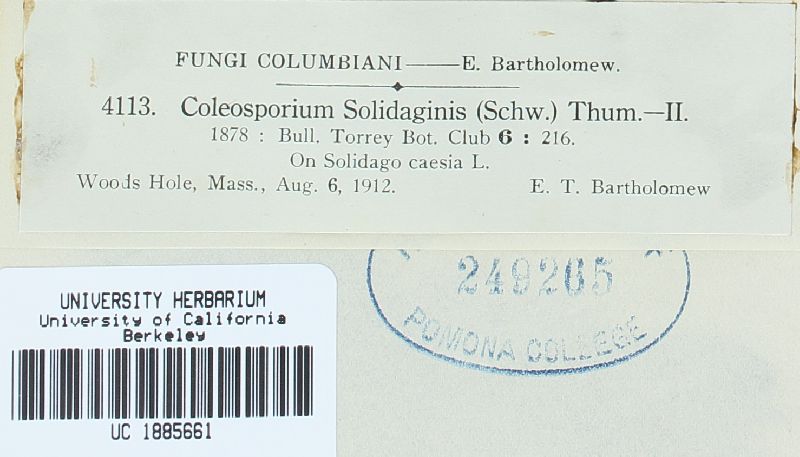 FUNGI COLUMBIANI——E. Bartholomew.
4113. Coleosporium Solidaginis (Schw.) Thum.—II.
1878 : Bull. Torrey Bot. Club 6 : 216.
On Solidago caesia L.
Woods Hole, Mass., Aug. 6, 1912. E. T. Bartholomew
249265
POMONA COLLEGE
UNIVERSITY HERBARIUM
University of California
Berkeley
UC 1885661